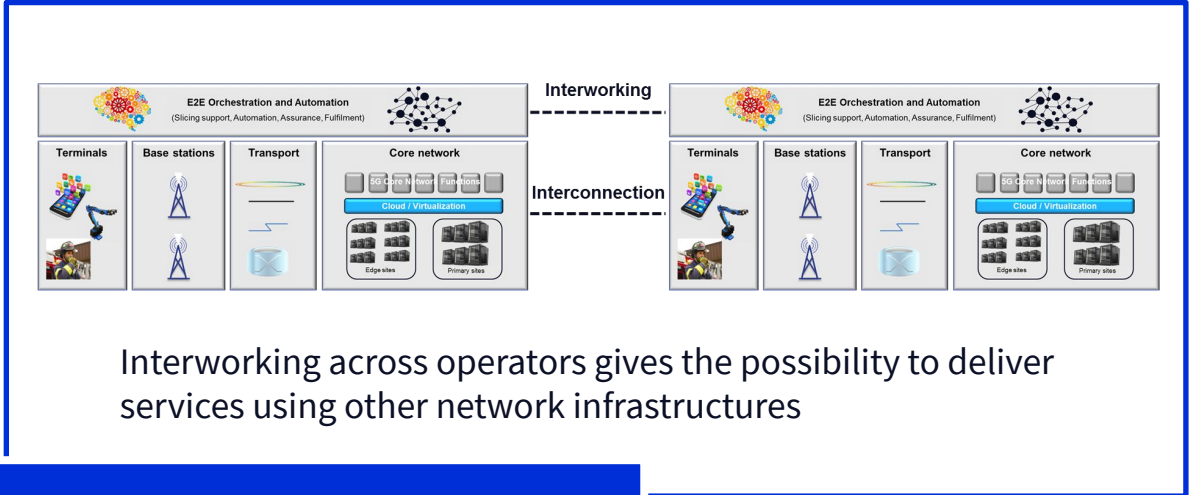 E2E Orchestration and Automation
(Slicing support, Automation, Assurance, Fulfilment)
Terminals
Base stations
Transport
Core network
5G Core Network Functions
Cloud / Virtualization
Edge sites
Primary sites
Interworking
Interconnection
E2E Orchestration and Automation
(Slicing support, Automation, Assurance, Fulfilment)
Terminals
Base stations
Transport
Core network
5G Core Network Functions
Cloud / Virtualization
Edge sites
Primary sites
Interworking across operators gives the possibility to deliver
services using other network infrastructures